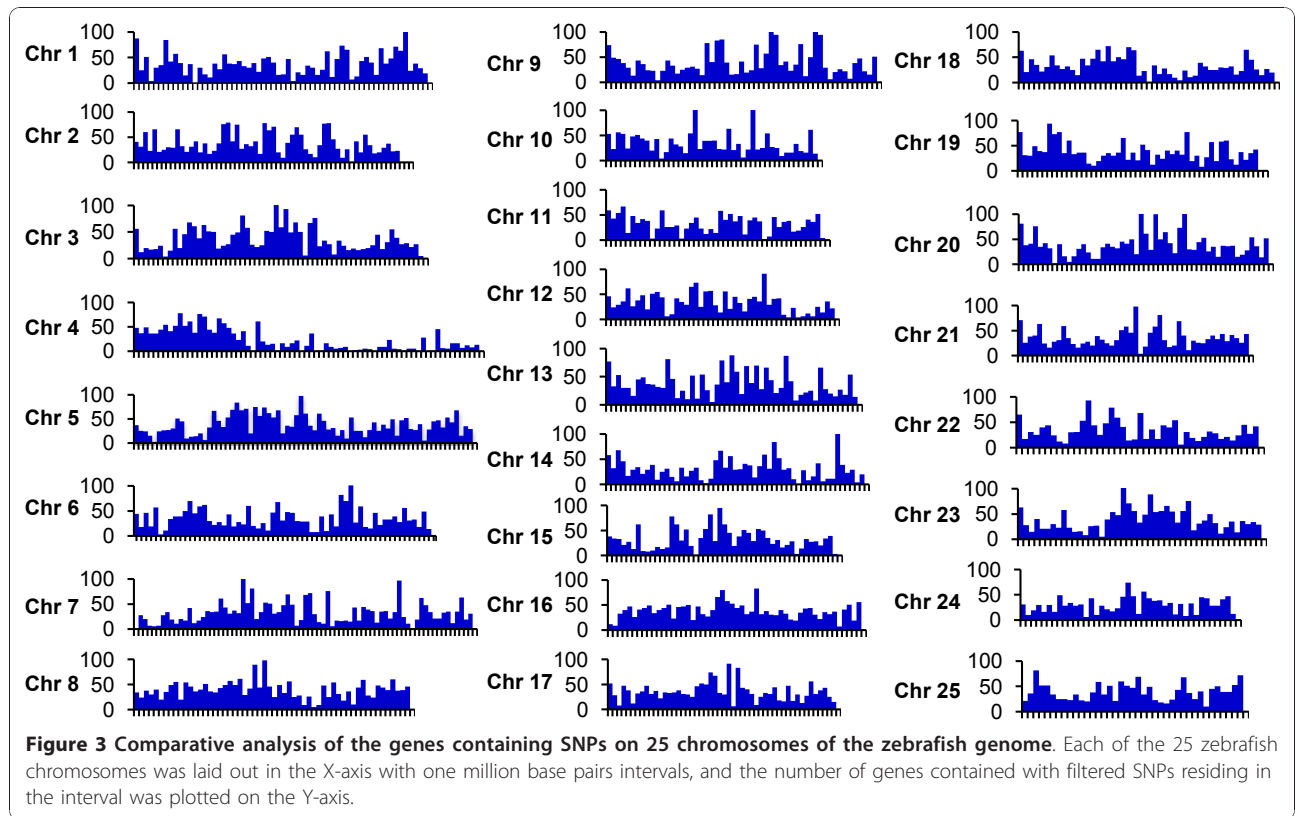 Chr 1 100 50 0
Chr 2 100 50 0
Chr 3 100 50 0
Chr 4 100 50 0
Chr 5 100 50 0
Chr 6 100 50 0
Chr 7 100 50 0
Chr 8 100 50 0
Chr 9 100 50 0
Chr 10 100 50 0
Chr 11 100 50 0
Chr 12 100 50 0
Chr 13 100 50 0
Chr 14 100 50 0
Chr 15 100 50 0
Chr 16 100 50 0
Chr 17 100 50 0
Chr 18 100 50 0
Chr 19 100 50 0
Chr 20 100 50 0
Chr 21 100 50 0
Chr 22 100 50 0
Chr 23 100 50 0
Chr 24 100 50 0
Chr 25 100 50 0
Figure 3 Comparative analysis of the genes containing SNPs on 25 chromosomes of the zebrafish genome. Each of the 25 zebrafish
chromosomes was laid out in the X-axis with one million base pairs intervals, and the number of genes contained with filtered SNPs residing in
the interval was plotted on the Y-axis.